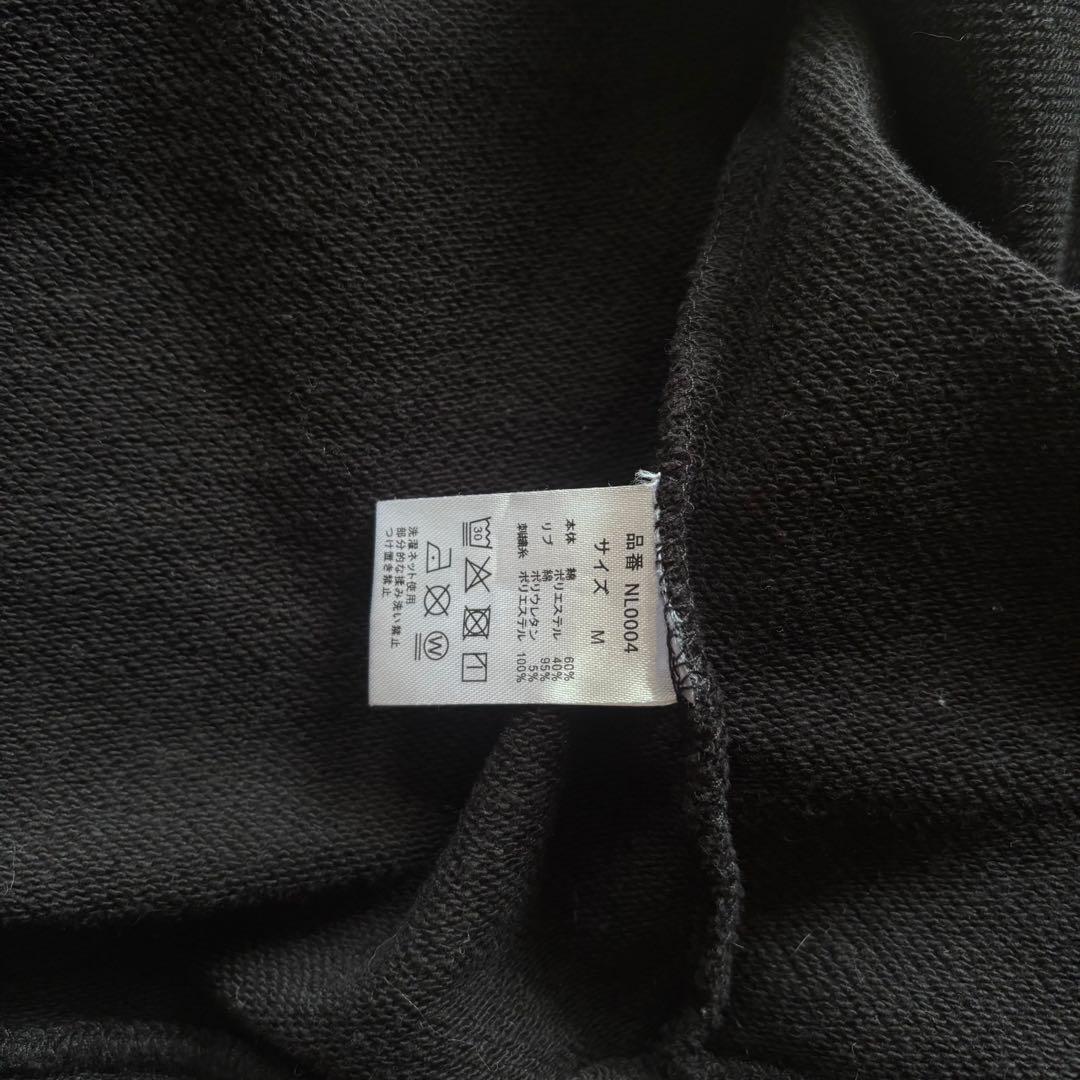 品番 NL0004
サイズ M
本体 綿 60%
ポリエステル 40%
リブ 綿 95%
ポリウレタン 5%
刺繍糸 ポリエステル 100%
30
W
洗濯ネット使用
部分的な揉み洗い禁止
つけ置き禁止